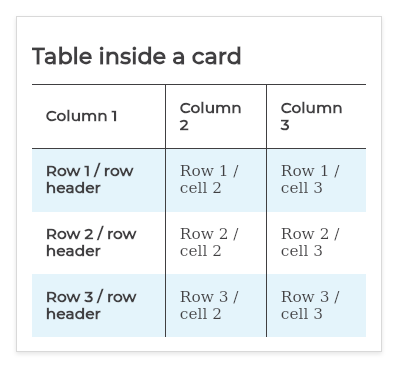 Table inside a card
Column 1
Column
2
Column
3
Row 1 / row
header
Row 1 /
cell 2
Row 1 /
cell 3
Row 2 / row
header
Row 2 /
cell 2
Row 2 /
cell 3
Row 3 / row
header
Row 3 /
cell 2
Row 3 /
cell 3